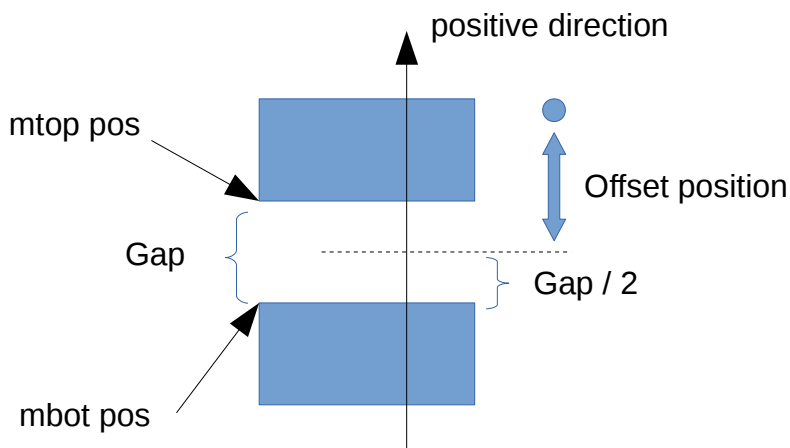 positive direction
mtop pos
Offset position
Gap
Gap / 2
mbot pos